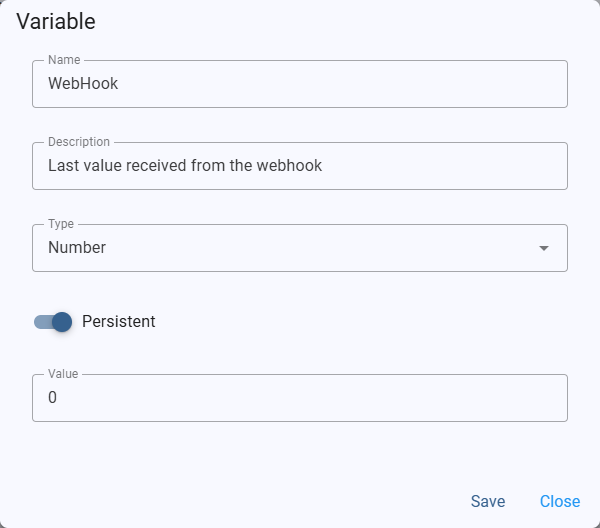 Variable
Name
WebHook
Description
Last value received from the webhook
Type
Number
Persistent
Value
0
Save Close